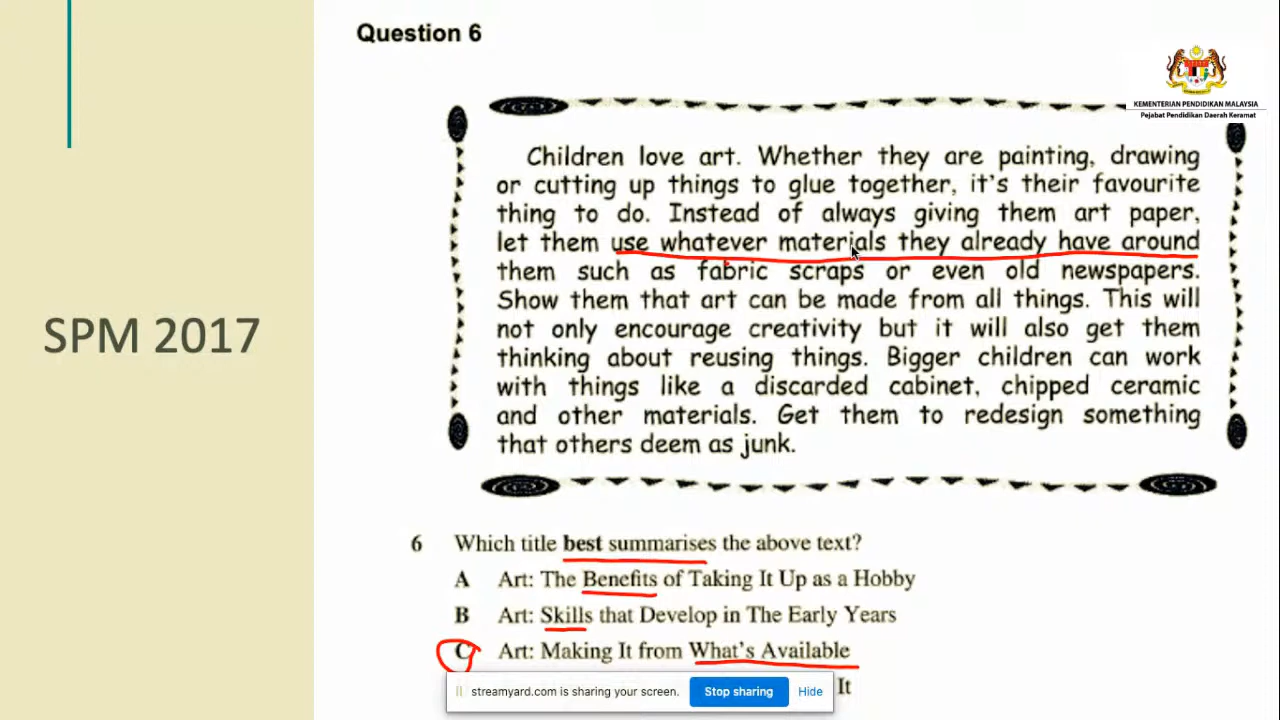 Question 6
KEMENTERIAN PENDIDIKAN MALAYSIA
Pejabat Pendidikan Daerah Keramat
Children love art. Whether they are painting, drawing
or cutting up things to glue together, it's their favourite
thing to do. Instead of always giving them art paper,
let them use whatever materials they already have around
them such as fabric scraps or even old newspapers.
Show them that art can be made from all things. This will
not only encourage creativity but it will also get them
thinking about reusing things. Bigger children can work
with things like a discarded cabinet, chipped ceramic
and other materials. Get them to redesign something
that others deem as junk.
SPM 2017
6 Which title best summarises the above text?
A Art: The Benefits of Taking It Up as a Hobby
B Art: Skills that Develop in The Early Years
C Art: Making It from What's Available
It
streamyard.com is sharing your screen. Stop sharing Hide